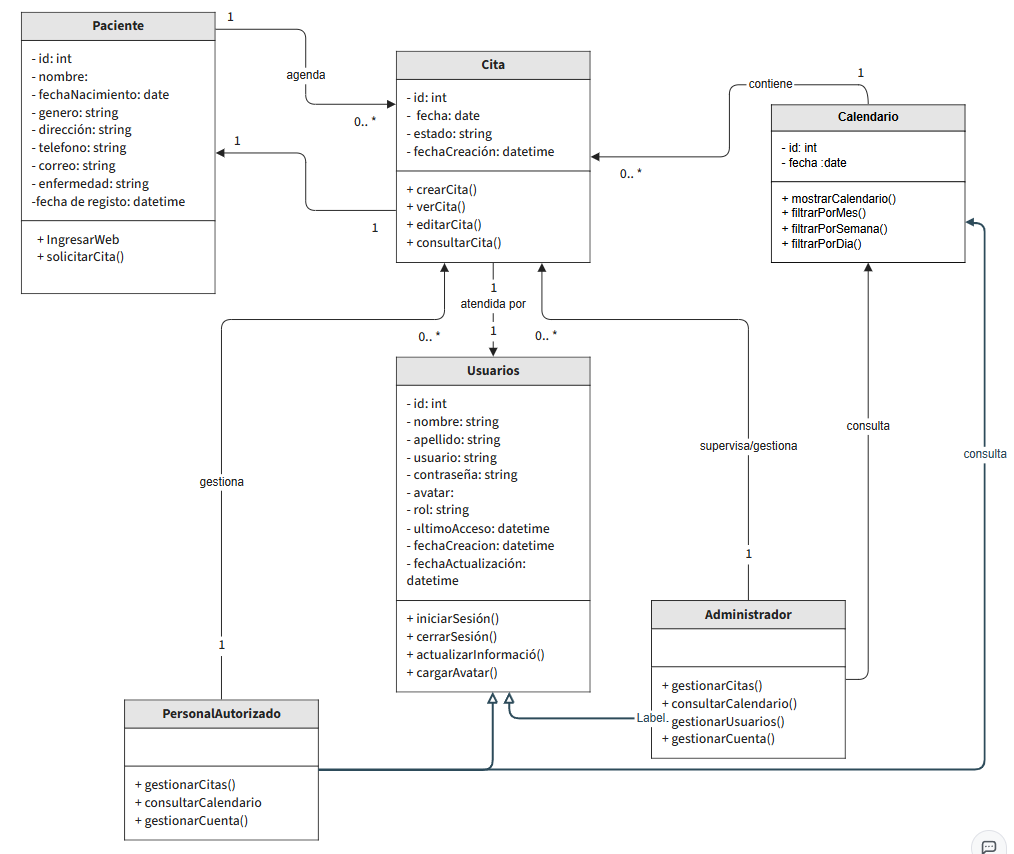 Paciente
- id: int
- nombre:
- fechaNacimiento: date
- genero: string
- dirección: string
- telefono: string
- correo: string
- enfermedad: string
-fecha de registo: datetime
+ IngresarWeb
+ solicitarCita()
1
agenda
0.. *
1
1
Cita
- id: int
- fecha: date
- estado: string
- fechaCreación: datetime
+ crearCita()
+ verCita()
+ editarCita()
+ consultarCita()
contiene
1
0.. *
Calendario
- id: int
- fecha :date
+ mostrarCalendario()
+ filtrarPorMes()
+ filtrarPorSemana()
+ filtrarPorDia()
1
atendida por
1
0.. *
0.. *
Usuarios
- id: int
- nombre: string
- apellido: string
- usuario: string
- contraseña: string
- avatar:
- rol: string
- ultimoAcceso: datetime
- fechaCreacion: datetime
- fechaActualización:
datetime
+ iniciarSesión()
+ cerrarSesión()
+ actualizarInformació()
+ cargarAvatar()
gestiona
1
supervisa/gestiona
1
consulta
consulta
Administrador
+ gestionarCitas()
+ consultarCalendario()
gestionarUsuarios()
+ gestionarCuenta()
Label.
PersonalAutorizado
+ gestionarCitas()
+ consultarCalendario
+ gestionarCuenta()